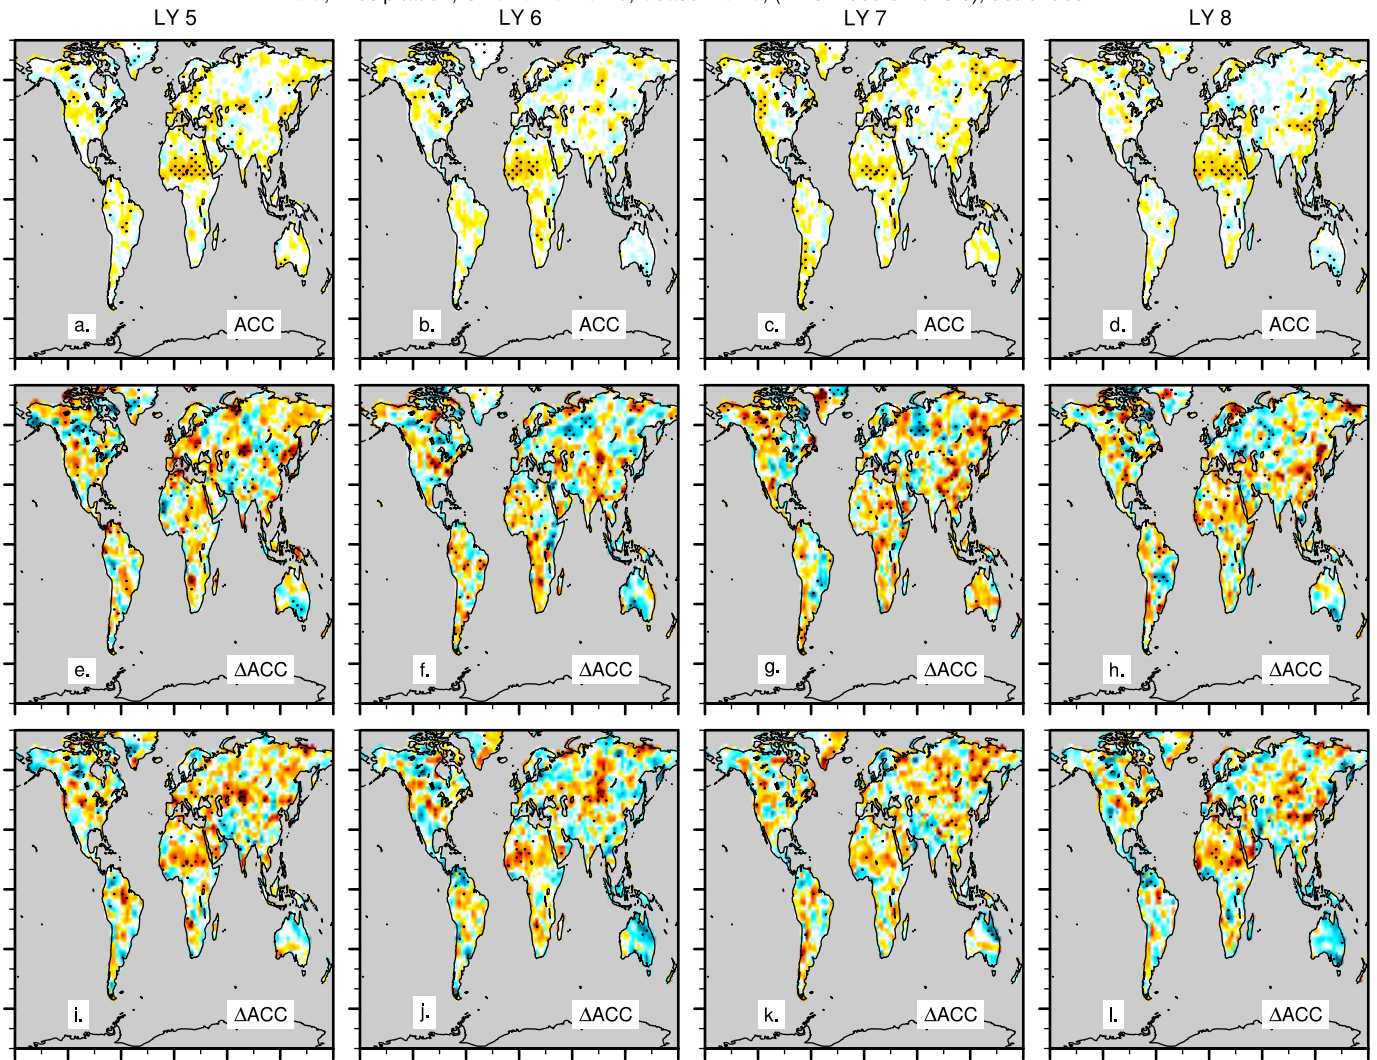 LY 5 LY 6 LY 7 LY 8
a. ACC b. ACC c. ACC d. ACC
e. ΔACC f. ΔACC g. ΔACC h. ΔACC
i. ΔACC j. ΔACC k. ΔACC l. ΔACC